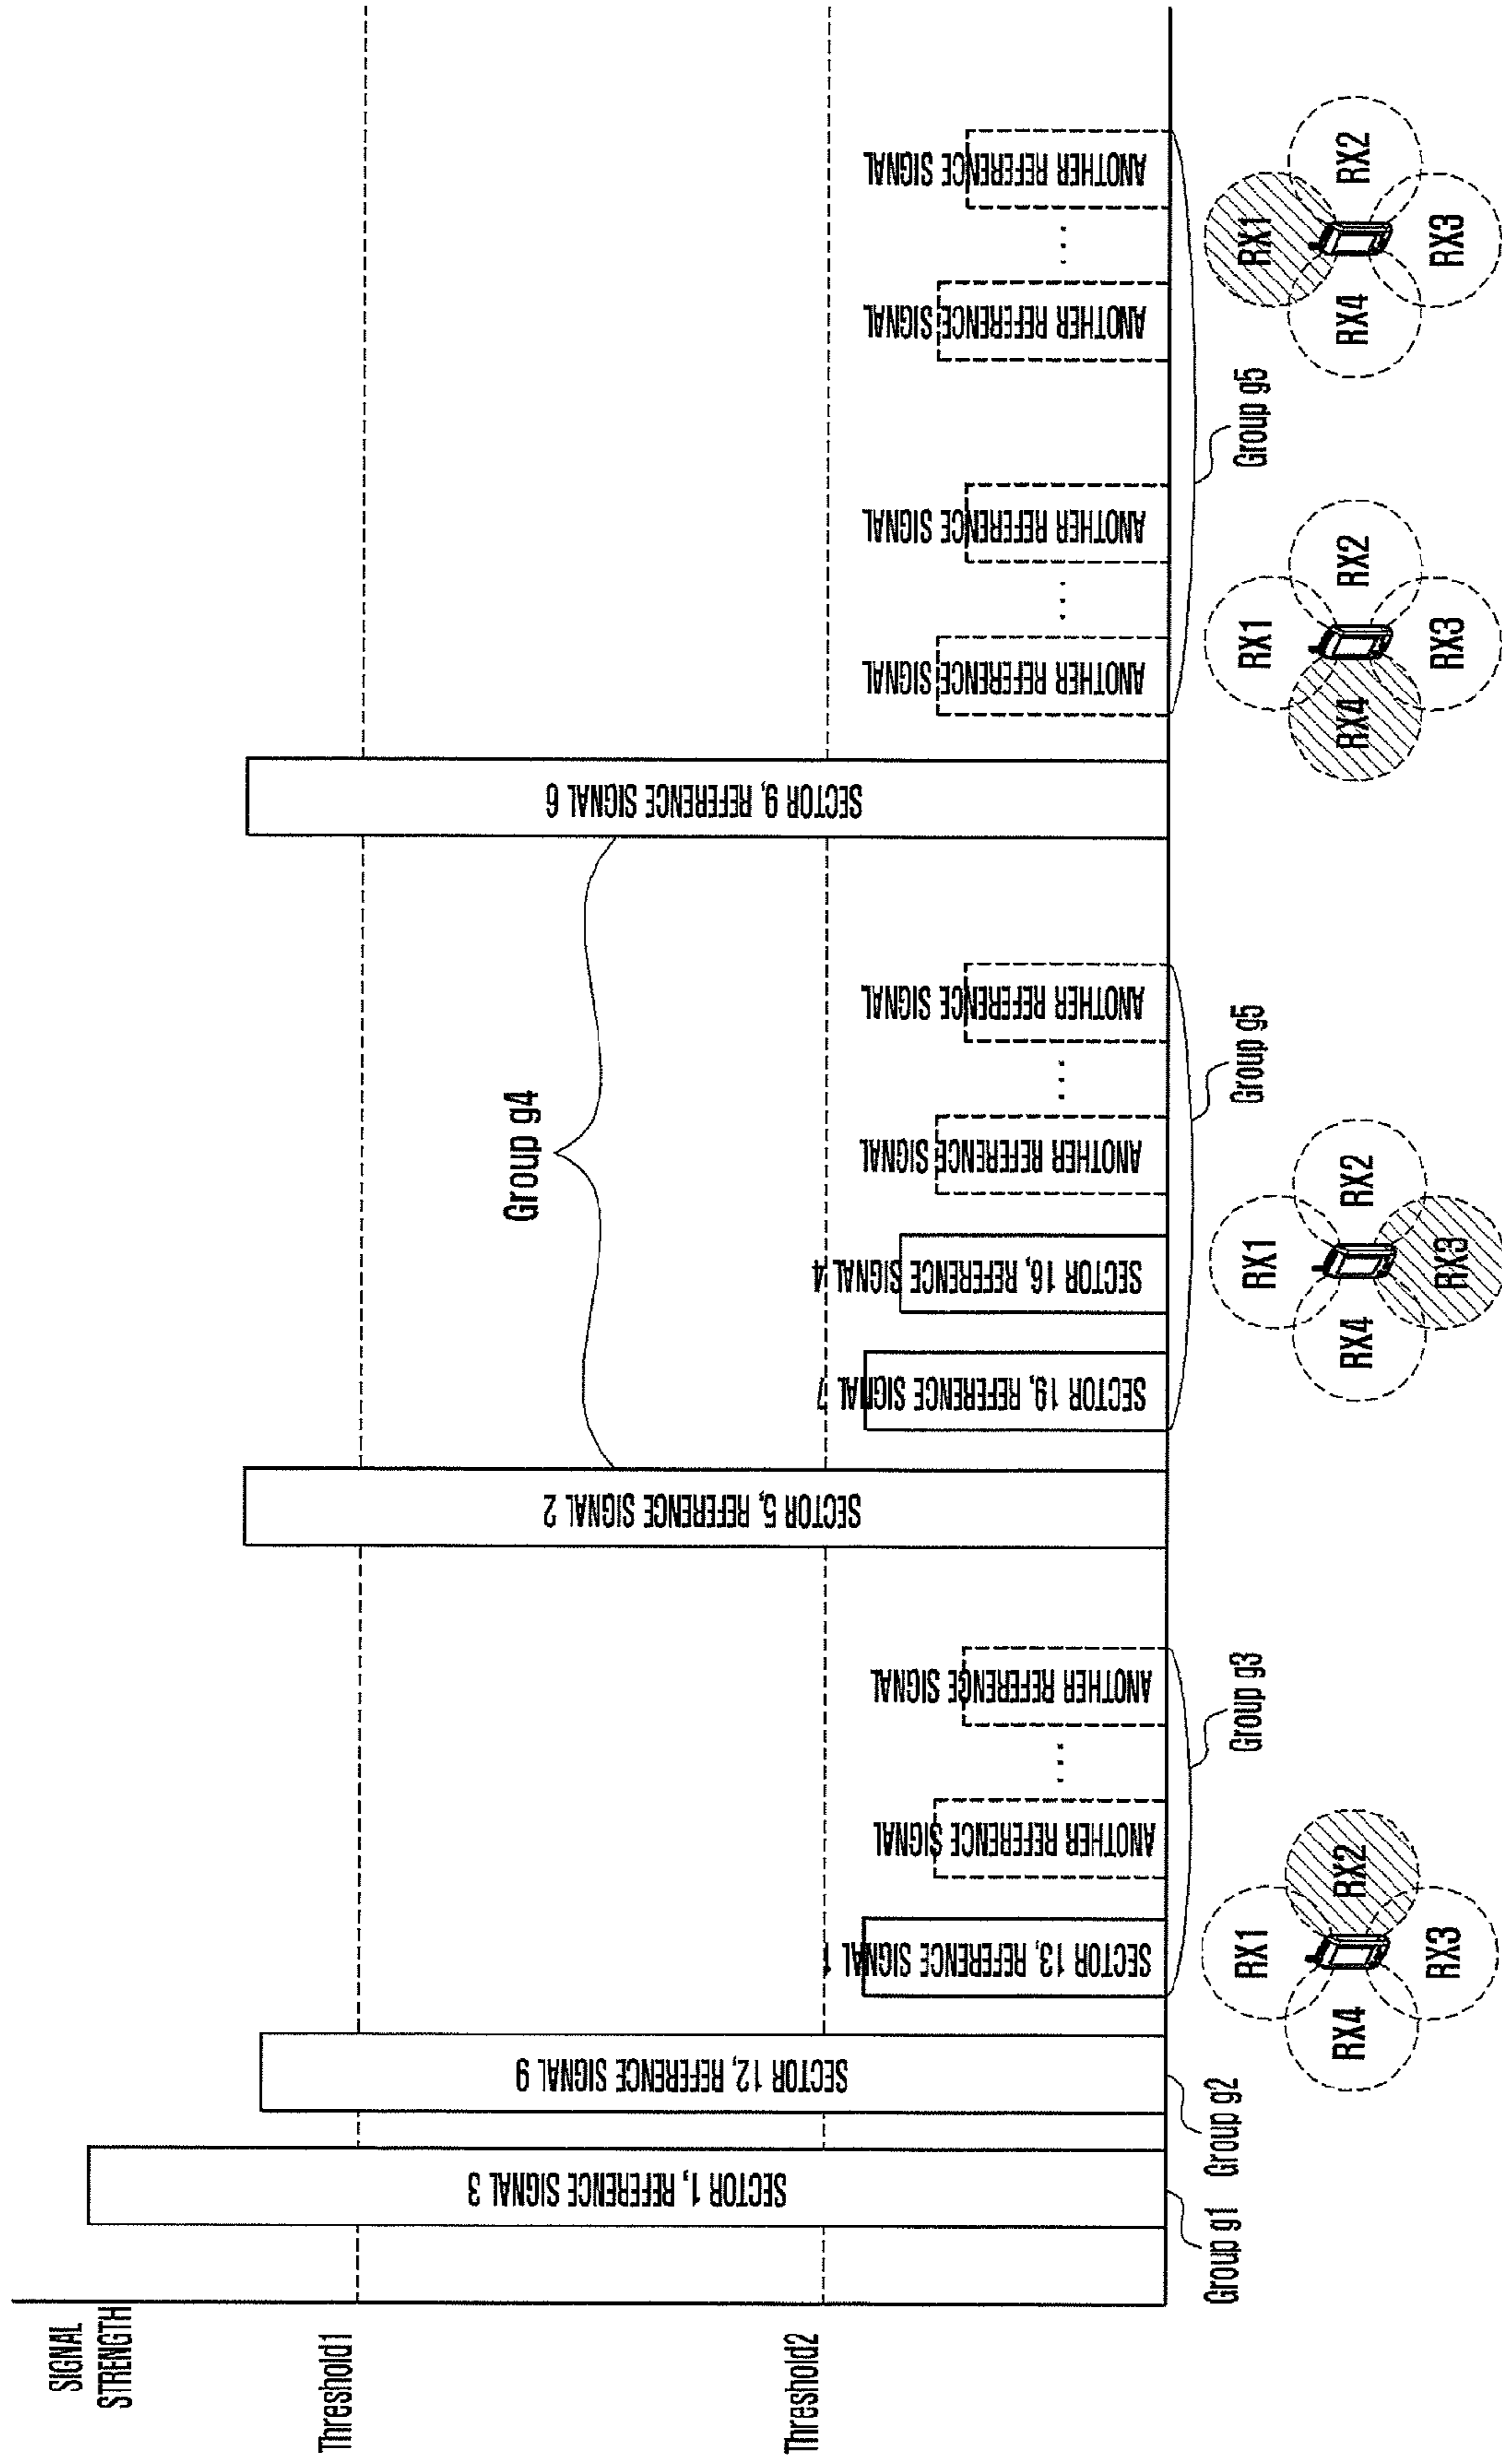 SIGNAL
STRENGTH
Threshold1
Threshold2
SECTOR 1, REFERENCE SIGNAL 3
SECTOR 12, REFERENCE SIGNAL 9
SECTOR 13, REFERENCE SIGNAL 1
ANOTHER REFERENCE SIGNAL
...
ANOTHER REFERENCE SIGNAL
SECTOR 5, REFERENCE SIGNAL 2
Group g4
SECTOR 19, REFERENCE SIGNAL 7
SECTOR 16, REFERENCE SIGNAL 4
ANOTHER REFERENCE SIGNAL
...
ANOTHER REFERENCE SIGNAL
SECTOR 9, REFERENCE SIGNAL 6
ANOTHER REFERENCE SIGNAL
...
ANOTHER REFERENCE SIGNAL
ANOTHER REFERENCE SIGNAL
...
ANOTHER REFERENCE SIGNAL
Group g1
Group g2
Group g3
Group g5
Group g5
RX1
RX4
RX2
RX3
RX1
RX4
RX2
RX3
RX1
RX4
RX2
RX3
RX1
RX4
RX2
RX3